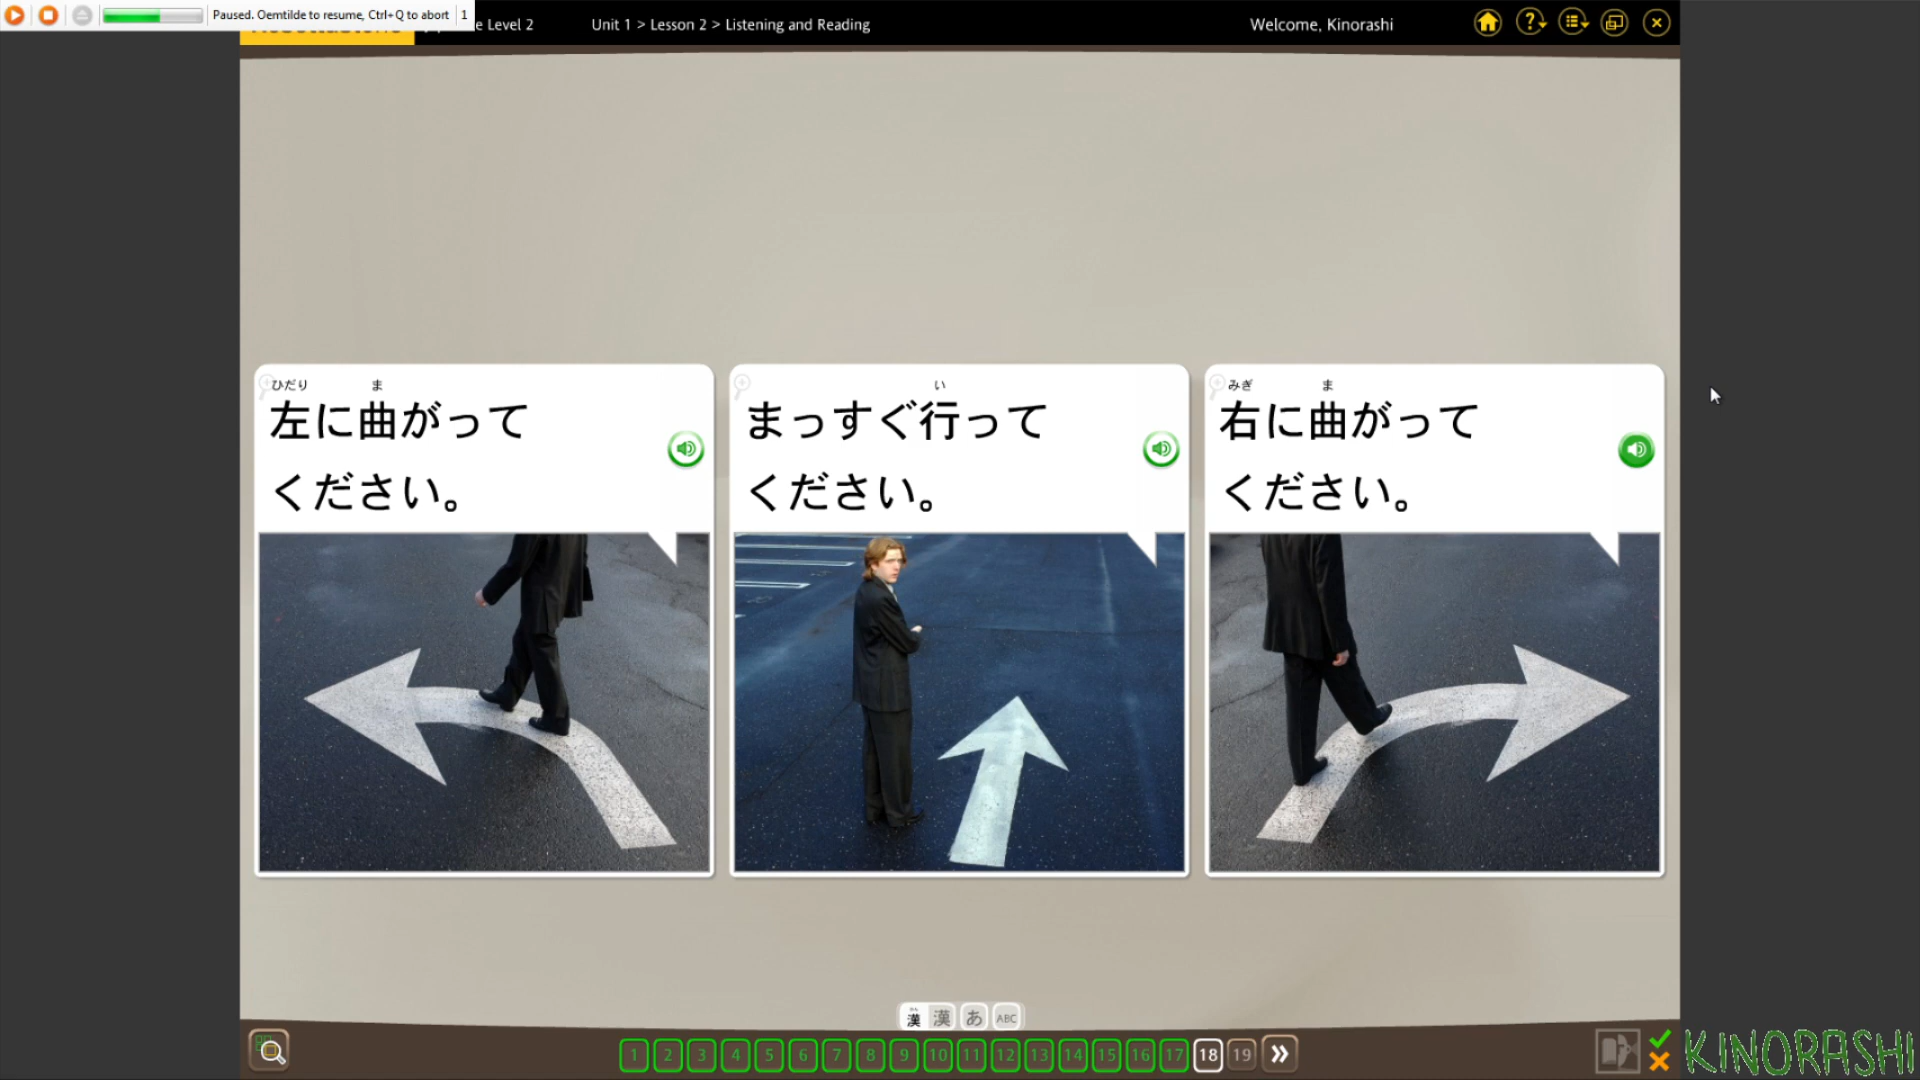 Paused. Oemtilde to resume, Ctrl+Q to abort 1
e Level 2
Unit 1 > Lesson 2 > Listening and Reading
Welcome, Kinorashi
ひだり ま
左に曲がって
ください。
い
まっすぐ行って
ください。
みぎ ま
右に曲がって
ください。
漢 漢 あ ABC
1 2 3 4 5 6 7 8 9 10 11 12 13 14 15 16 17 18 19
KINORASHI